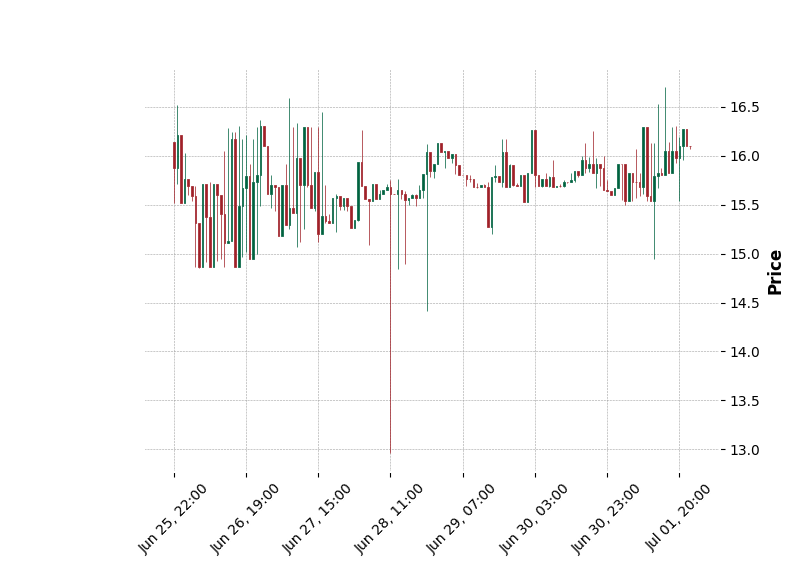 16.5
16.0
15.5
15.0
14.5
14.0
13.5
13.0
Price
Jun 25, 22:00
Jun 26, 19:00
Jun 27, 15:00
Jun 28, 11:00
Jun 29, 07:00
Jun 30, 03:00
Jun 30, 23:00
Jul 01, 20:00